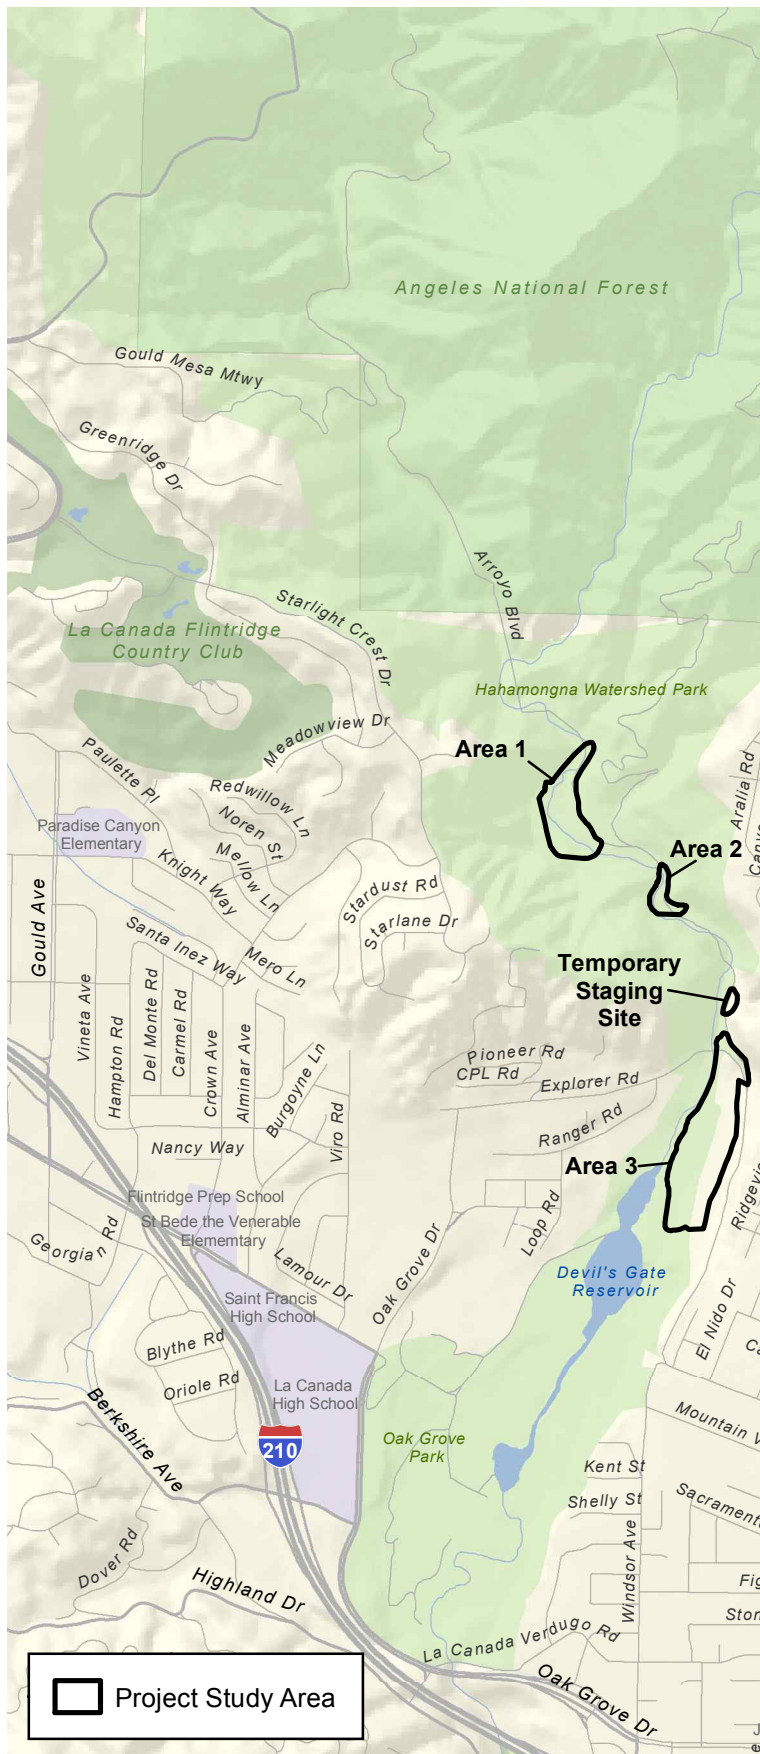 Angeles National Forest
Gould Mesa Mtwy
Greenridge Dr
Arroyo Blvd
Starlight Crest Dr
La Canada Flintridge
Country Club
Hahamongna Watershed Park
Meadowview Dr
Area 1
Paulette Pl
Redwillow Ln
Aralia Rd
Noren St
Paradise Canyon
Elementary
Mellow Ln
Area 2
Knight Way
Stardust Rd
Gould Ave
Starlane Dr
Santa Inez Way
Mero Ln
Temporary
Staging
Site
Vineta Ave
Hampton Rd
Del Monte Rd
Carmel Rd
Crown Ave
Alminar Ave
Burgoyne Ln
Viro Rd
Pioneer Rd
CPL Rd
Explorer Rd
Ranger Rd
Nancy Way
Area 3
Flintridge Prep School
St Bede the Venerable
Elementary
Georgian Rd
Loop Rd
Ridgevi
Lamour Dr
Oak Grove Dr
Devil's Gate
Reservoir
Saint Francis
High School
El Nido Dr
Blythe Rd
Oriole Rd
La Canada
High School
Berkshire Ave
Mountain
210
Oak Grove
Park
Kent St
Shelly St
Sacramento
Windsor Ave
Dover Rd
Highland Dr
Fig
Ston
La Canada Verdugo Rd
Oak Grove Dr
Project Study Area